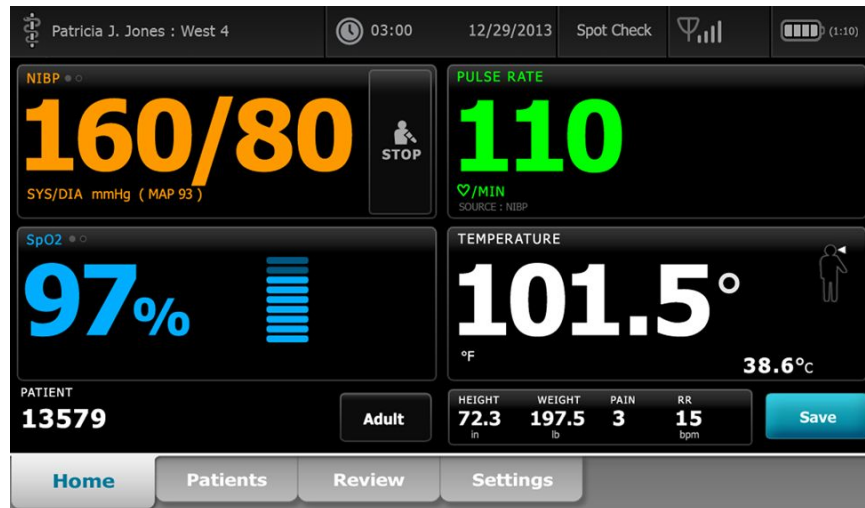 Patricia J. Jones : West 4
03:00
12/29/2013
Spot Check
(1:10)
NIBP
160/80
STOP
SYS/DIA mmHg ( MAP 93 )
PULSE RATE
110
/MIN
SOURCE : NIBP
SpO2
97%
TEMPERATURE
101.5°
°F
38.6°C
PATIENT
13579
Adult
HEIGHT WEIGHT PAIN RR
72.3 197.5 3 15
in lb bpm
Save
Home Patients Review Settings